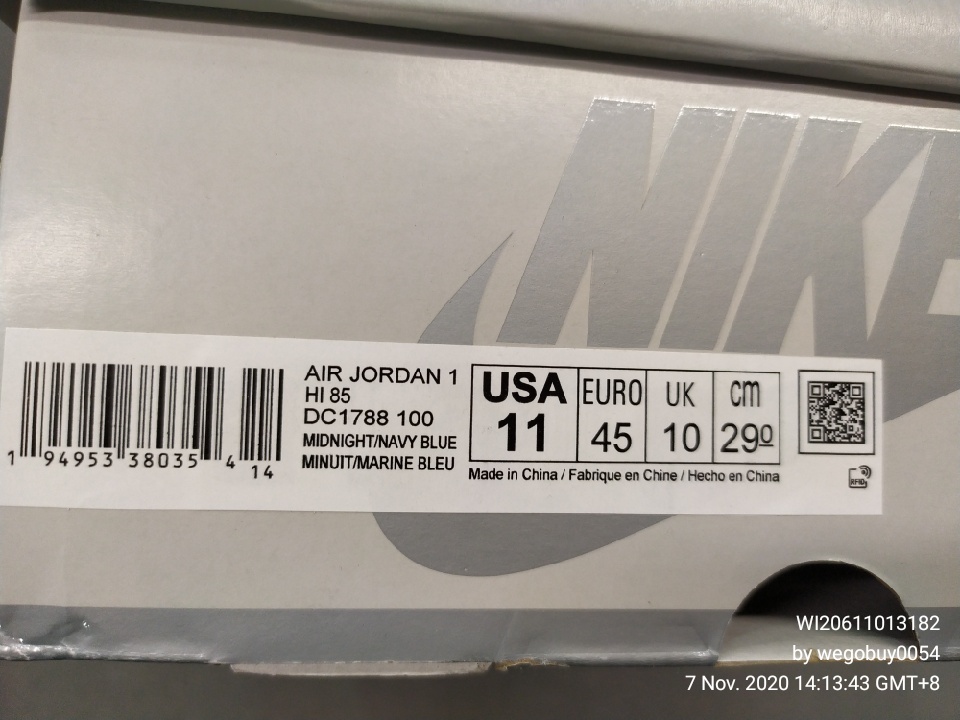 NIKE
AIR JORDAN 1
HI 85
DC1788 100
MIDNIGHT/NAVY BLUE
MINUIT/MARINE BLEU
1 94953 38035 4
14
USA EURO UK cm
11 45 10 29º
Made in China / Fabrique en Chine / Hecho en China
RFID
WI20611013182
by wegobuy0054
7 Nov. 2020 14:13:43 GMT+8